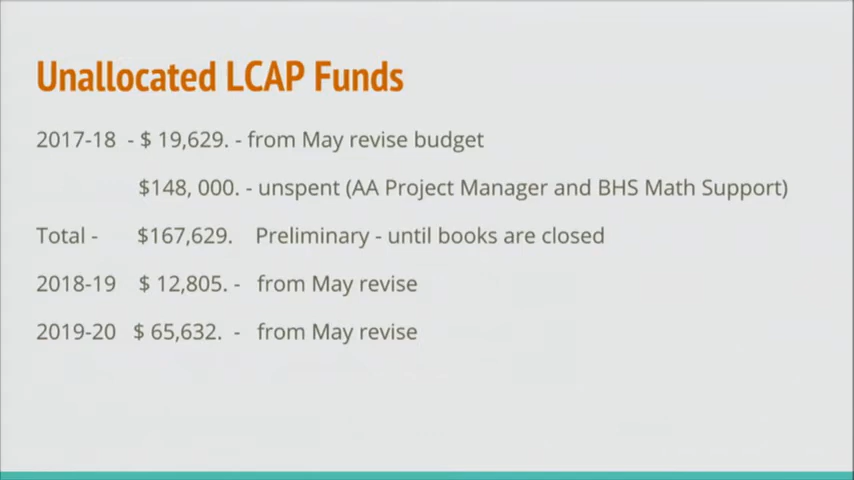 Unallocated LCAP Funds
2017-18 - $ 19,629. - from May revise budget
$148, 000. - unspent (AA Project Manager and BHS Math Support)
Total - $167,629. Preliminary - until books are closed
2018-19 $ 12,805. - from May revise
2019-20 $ 65,632. - from May revise